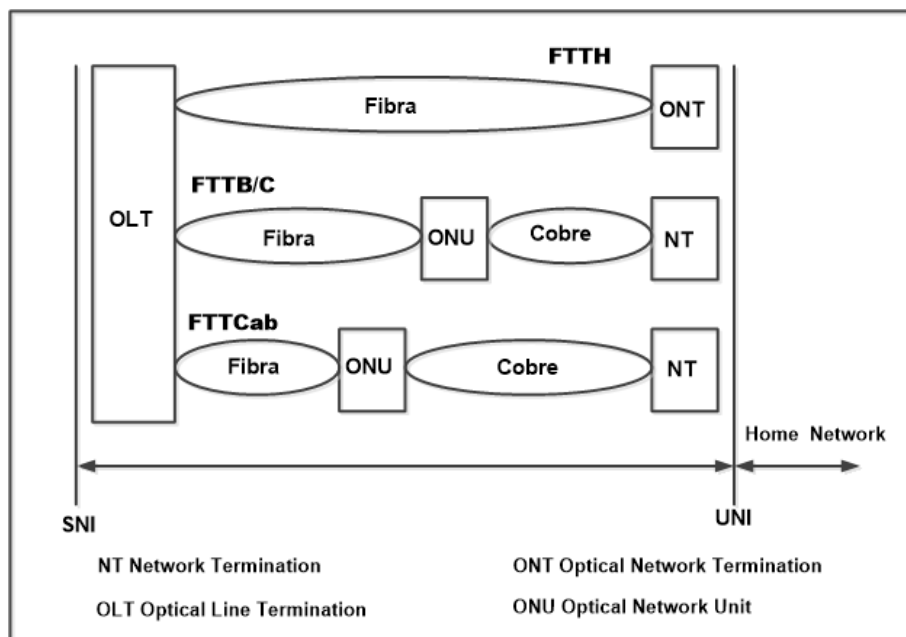 FTTH
Fibra
ONT
FTTB/C
OLT
Fibra
ONU
Cobre
NT
FTTCab
Fibra
ONU
Cobre
NT
Home Network
SNI
UNI
NT Network Termination
ONT Optical Network Termination
OLT Optical Line Termination
ONU Optical Network Unit